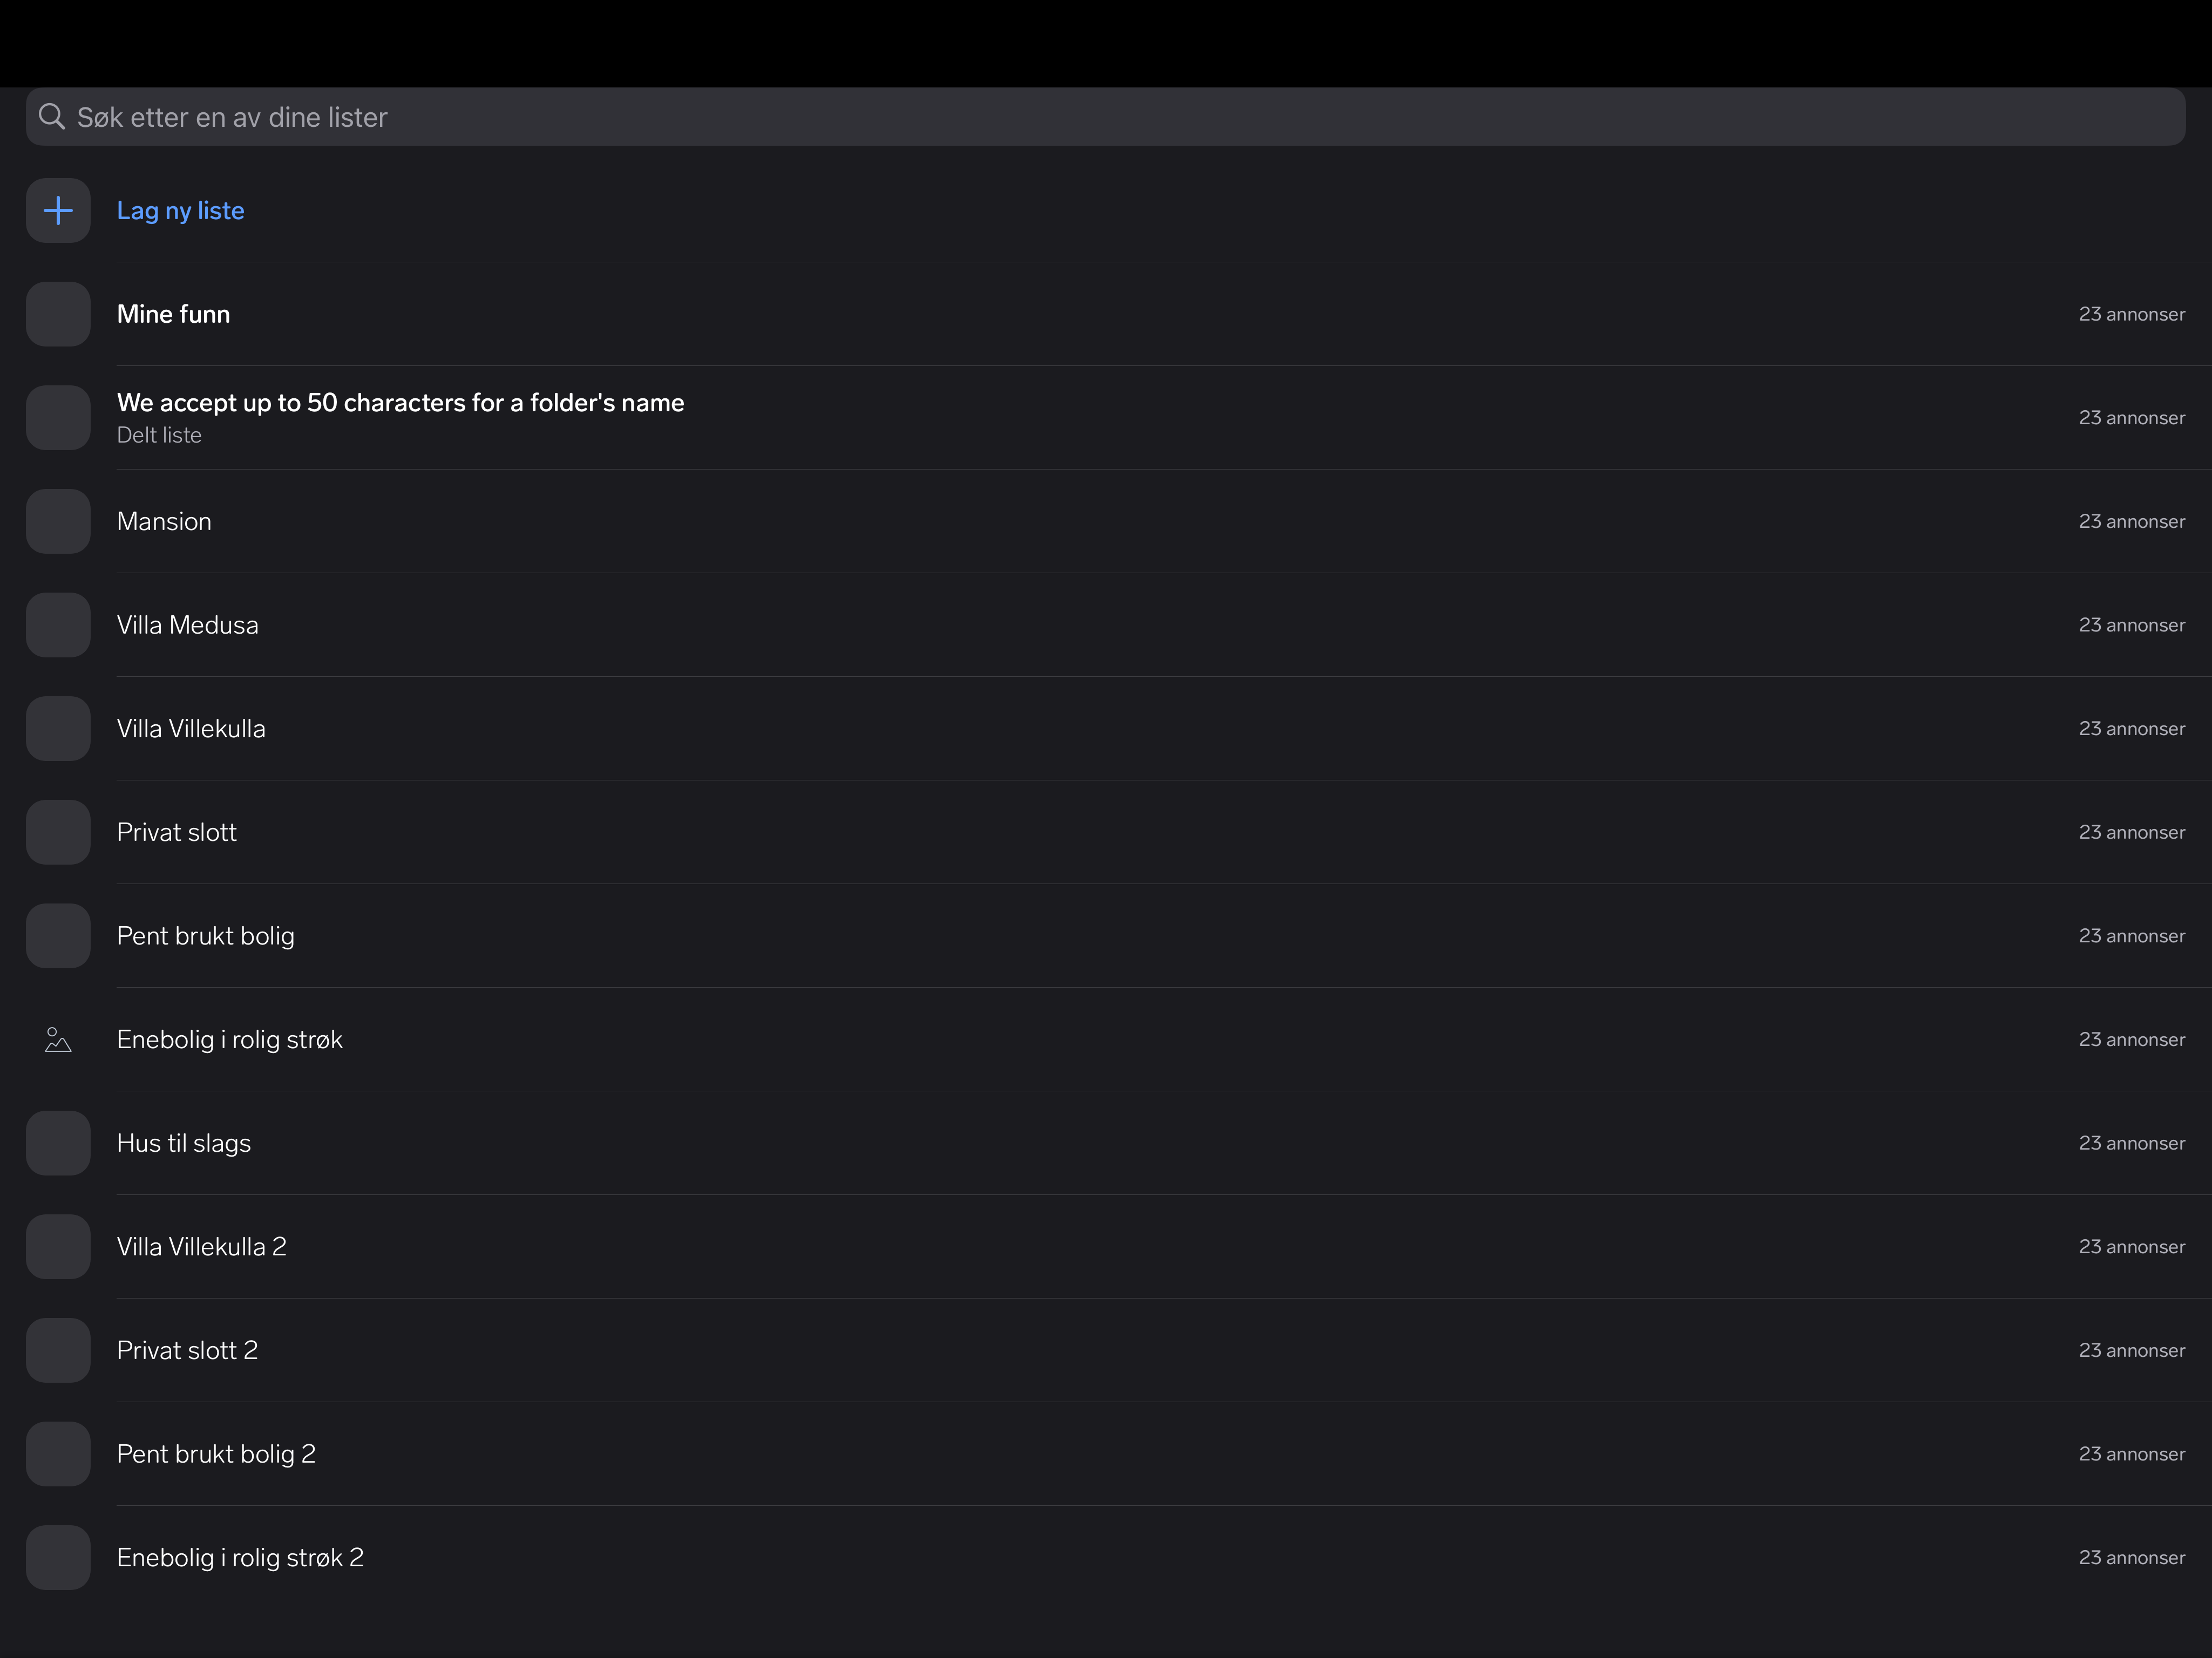 Søk etter en av dine lister
Lag ny liste
Mine funn
23 annonser
We accept up to 50 characters for a folder's name
Delt liste
23 annonser
Mansion
23 annonser
Villa Medusa
23 annonser
Villa Villekulla
23 annonser
Privat slott
23 annonser
Pent brukt bolig
23 annonser
Enebolig i rolig strøk
23 annonser
Hus til slags
23 annonser
Villa Villekulla 2
23 annonser
Privat slott 2
23 annonser
Pent brukt bolig 2
23 annonser
Enebolig i rolig strøk 2
23 annonser